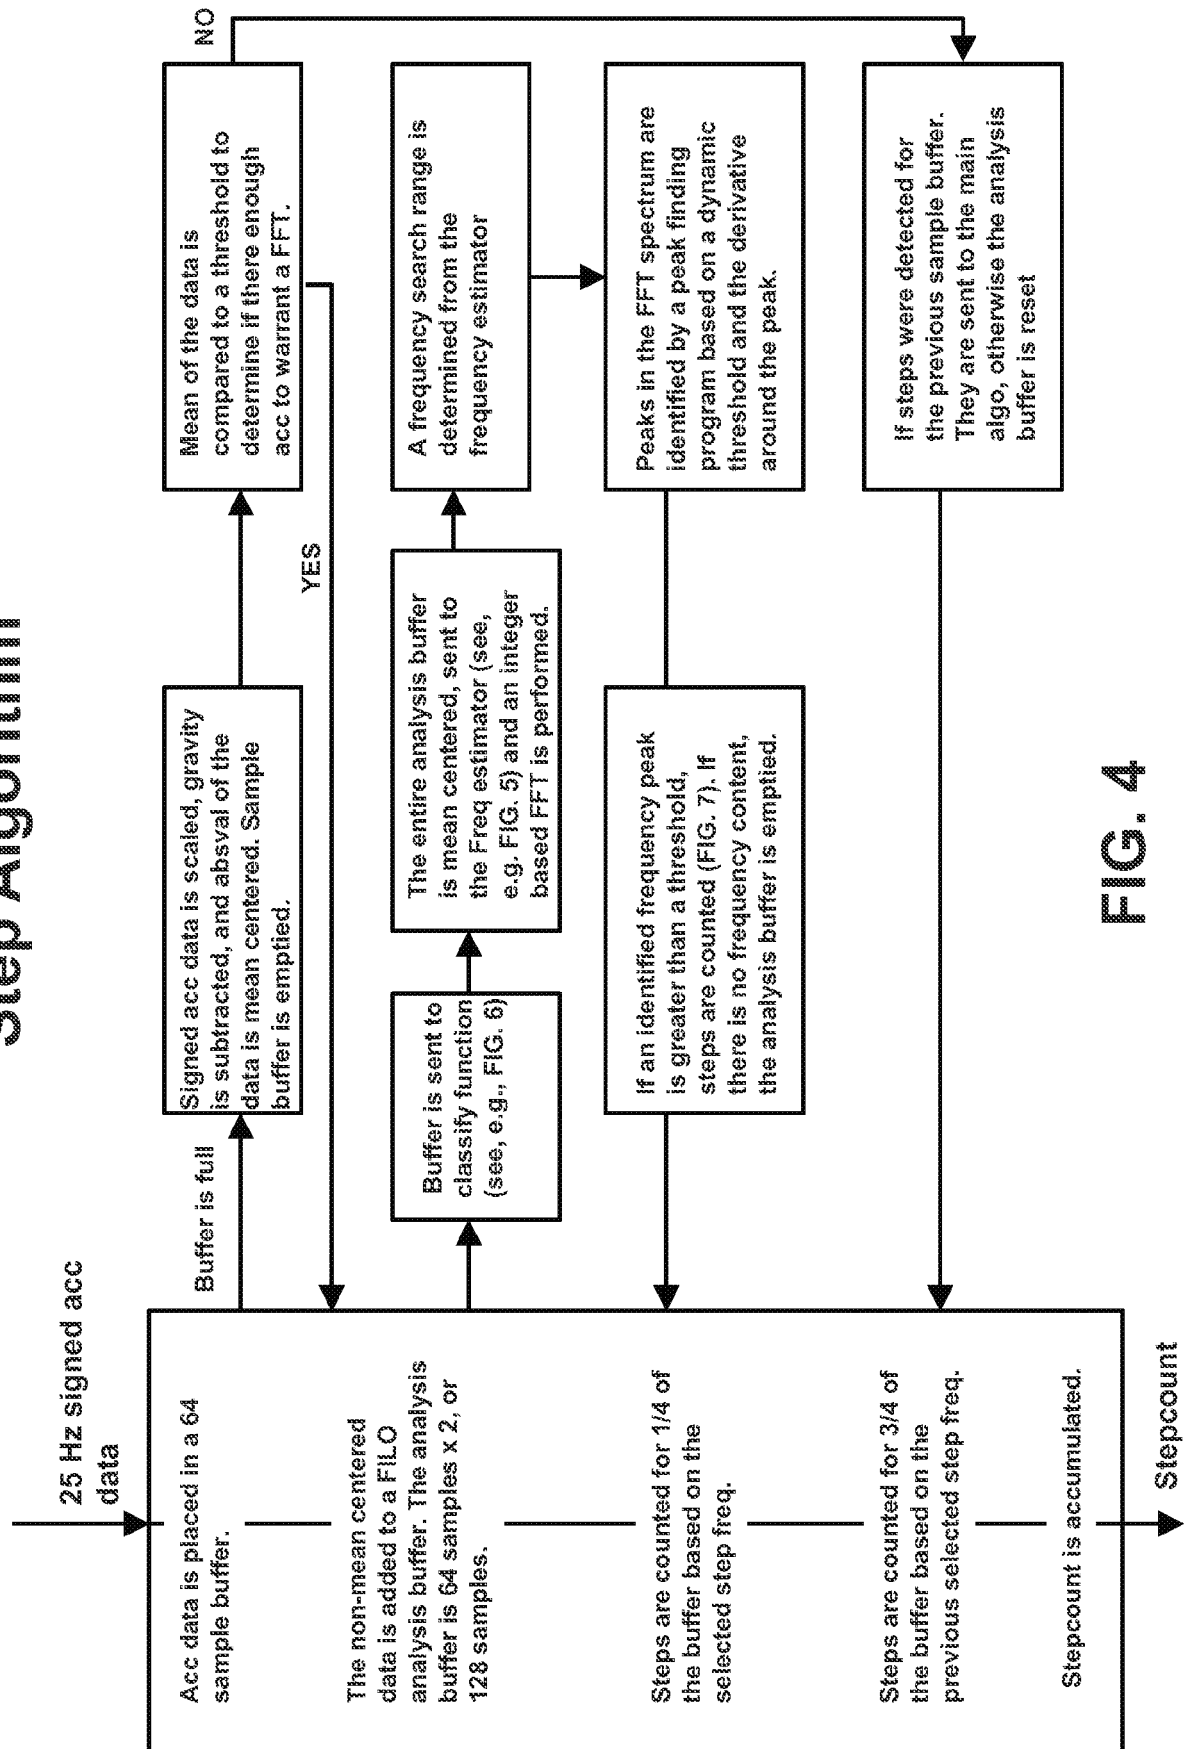 Step Algorithm
25 Hz signed acc
data
Acc data is placed in a 64
sample buffer.
Buffer is full
Signed acc data is scaled, gravity
is subtracted, and absval of the
data is mean centered. Sample
buffer is emptied.
Mean of the data is
compared to a threshold to
determine if there enough
acc to warrant a FFT.
NO
YES
The non-mean centered
data is added to a FILO
analysis buffer. The analysis
buffer is 64 samples x 2, or
128 samples.
Buffer is sent to
classify function
(see, e.g., FIG. 6)
The entire analysis buffer
is mean centered, sent to
the Freq estimator (see,
e.g. FIG. 5) and an integer
based FFT is performed.
A frequency search range is
determined from the
frequency estimator
Peaks in the FFT spectrum are
identified by a peak finding
program based on a dynamic
threshold and the derivative
around the peak.
If an identified frequency peak
is greater than a threshold,
steps are counted (FIG. 7). If
there is no frequency content,
the analysis buffer is emptied.
Steps are counted for 1/4 of
the buffer based on the
selected step freq.
If steps were detected for
the previous sample buffer.
They are sent to the main
algo, otherwise the analysis
buffer is reset
Steps are counted for 3/4 of
the buffer based on the
previous selected step freq.
Stepcount is accumulated.
Stepcount
FIG. 4